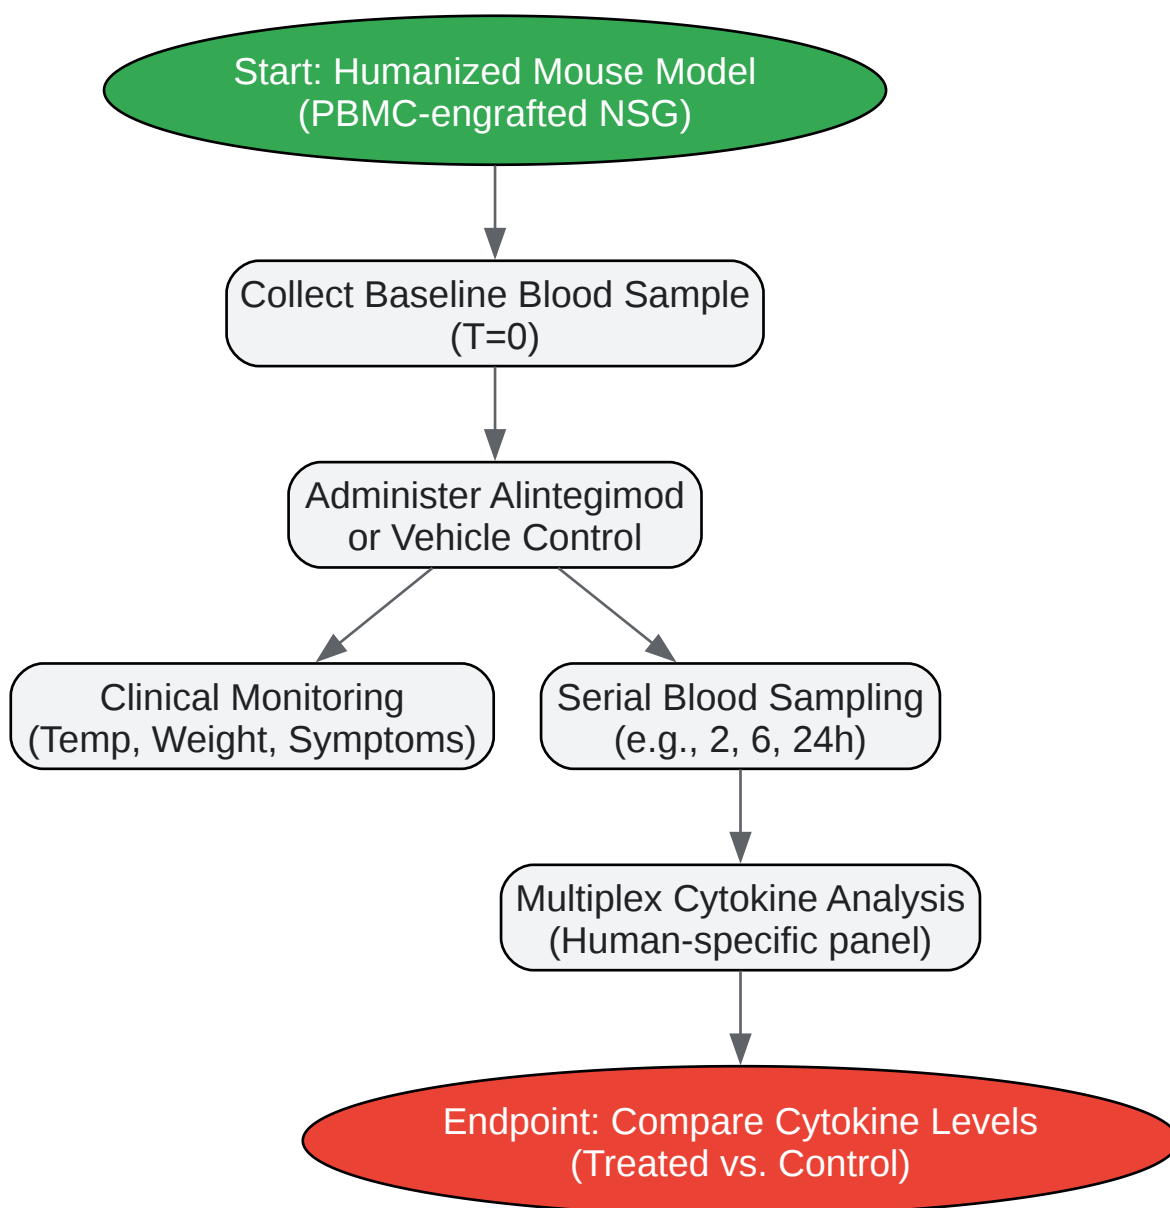 Start: Humanized Mouse Model
(PBMC-engrafted NSG)
Collect Baseline Blood Sample
(T=0)
Administer Alintegimod
or Vehicle Control
Clinical Monitoring
(Temp, Weight, Symptoms)
Serial Blood Sampling
(e.g., 2, 6, 24h)
Multiplex Cytokine Analysis
(Human-specific panel)
Endpoint: Compare Cytokine Levels
(Treated vs. Control)